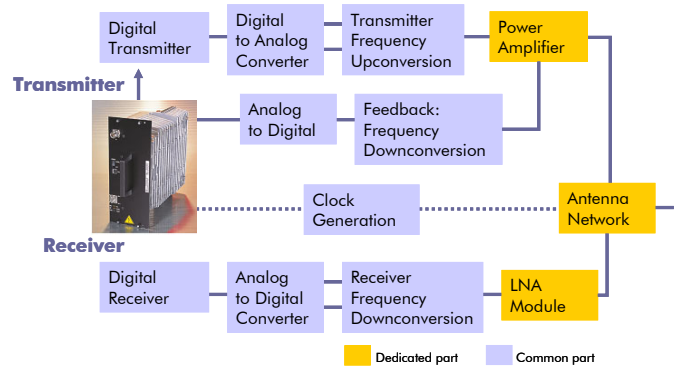 Digital
Transmitter
Digital
to Analog
Converter
Transmitter
Frequency
Upconversion
Power
Amplifier
Transmitter
Analog
to Digital
Feedback:
Frequency
Downconversion
Clock
Generation
Antenna
Network
Receiver
Digital
Receiver
Analog
to Digital
Converter
Receiver
Frequency
Downconversion
LNA
Module
Dedicated part
Common part